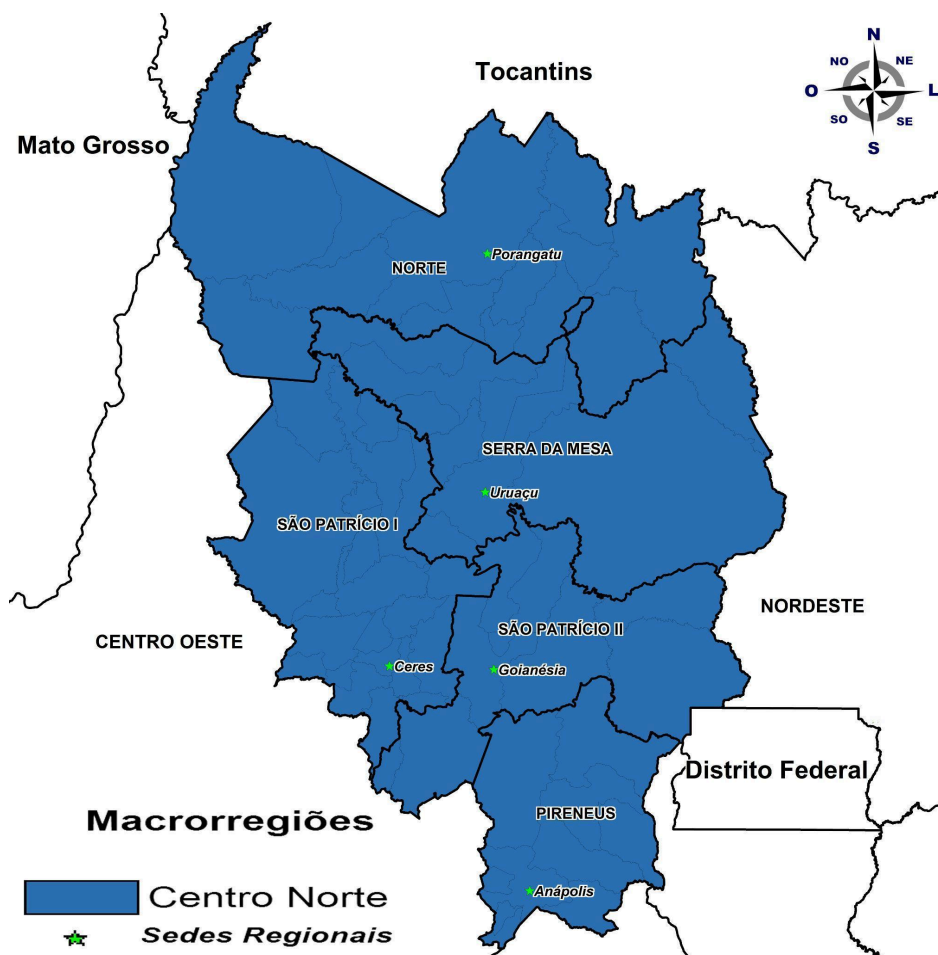 N
NO
NE
O
L
SO
SE
S
Tocantins
Mato Grosso
Porangatu
NORTE
SERRA DA MESA
Uruaçu
SÃO PATRÍCIO I
NORDESTE
SÃO PATRÍCIO II
CENTRO OESTE
Ceres
Goianésia
Distrito Federal
PIRENEUS
Anápolis
Macrorregiões
Centro Norte
Sedes Regionais